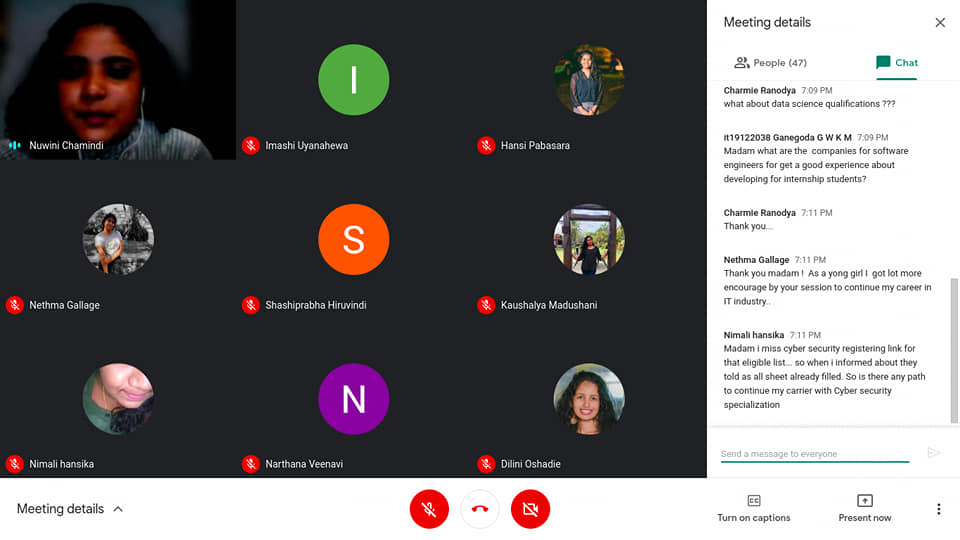 Nuwini Chamindi
I
Imashi Uyanahewa
Hansi Pabasara
Nethma Gallage
S
Shashiprabha Hiruvindi
Kaushalya Madushani
Nimali hansika
N
Narthana Veenavi
Dilini Oshadie
Meeting details
People (47)
Chat
Charmie Ranodya 7:09 PM
what about data science qualifications ???
it19122038 Ganegoda G W K M 7:09 PM
Madam what are the companies for software
engineers for get a good experience about
developing for internship students?
Charmie Ranodya 7:11 PM
Thank you...
Nethma Gallage 7:11 PM
Thank you madam ! As a yong girl I got lot more
encourage by your session to continue my career in
IT industry..
Nimali hansika 7:11 PM
Madam i miss cyber security registering link for
that eligible list... so when i informed about they
told as all sheet already filled. So is there any path
to continue my carrier with Cyber security
specialization
Send a message to everyone
Meeting details
CC
Turn on captions
Present now